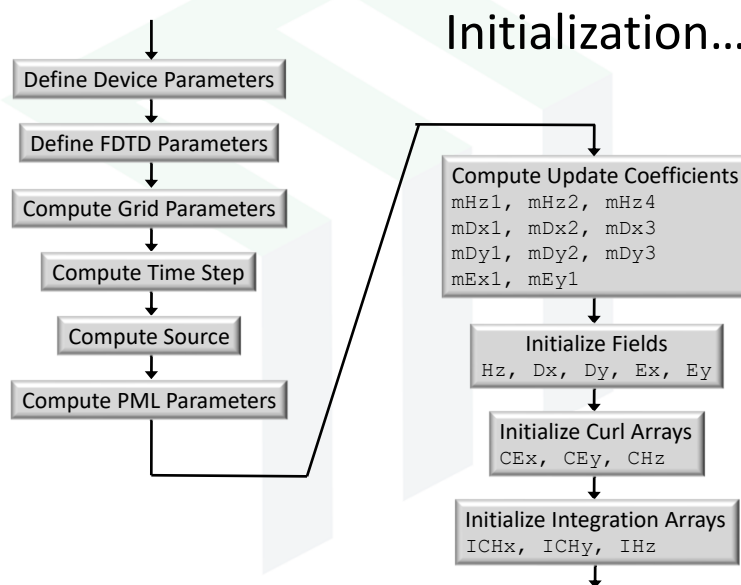 Initialization…
Define Device Parameters
Define FDTD Parameters
Compute Grid Parameters
Compute Time Step
Compute Source
Compute PML Parameters
Compute Update Coefficients
mHz1, mHz2, mHz4
mDx1, mDx2, mDx3
mDy1, mDy2, mDy3
mEx1, mEy1
Initialize Fields
Hz, Dx, Dy, Ex, Ey
Initialize Curl Arrays
CEx, CEy, CHz
Initialize Integration Arrays
ICHx, ICHy, IHz